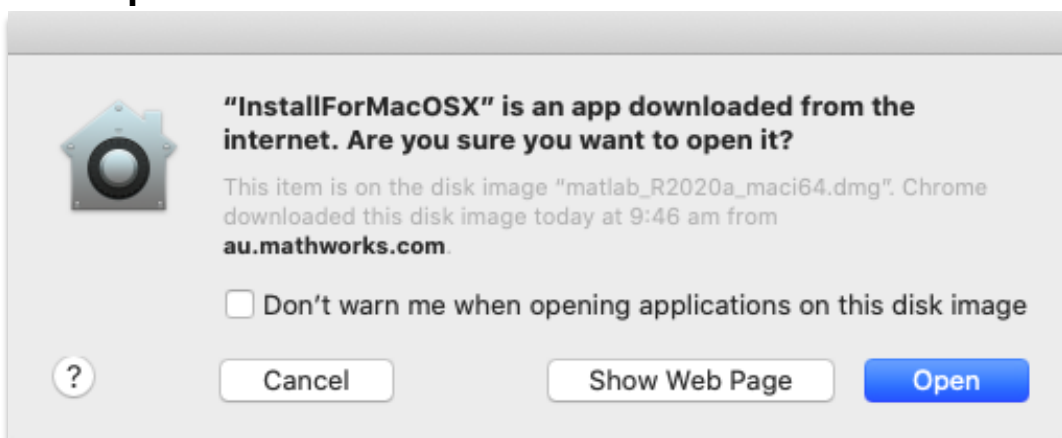 “InstallForMacOSX” is an app downloaded from the
internet. Are you sure you want to open it?
This item is on the disk image “matlab_R2020a_maci64.dmg”. Chrome
downloaded this disk image today at 9:46 am from
au.mathworks.com.
Don’t warn me when opening applications on this disk image
? Cancel Show Web Page Open